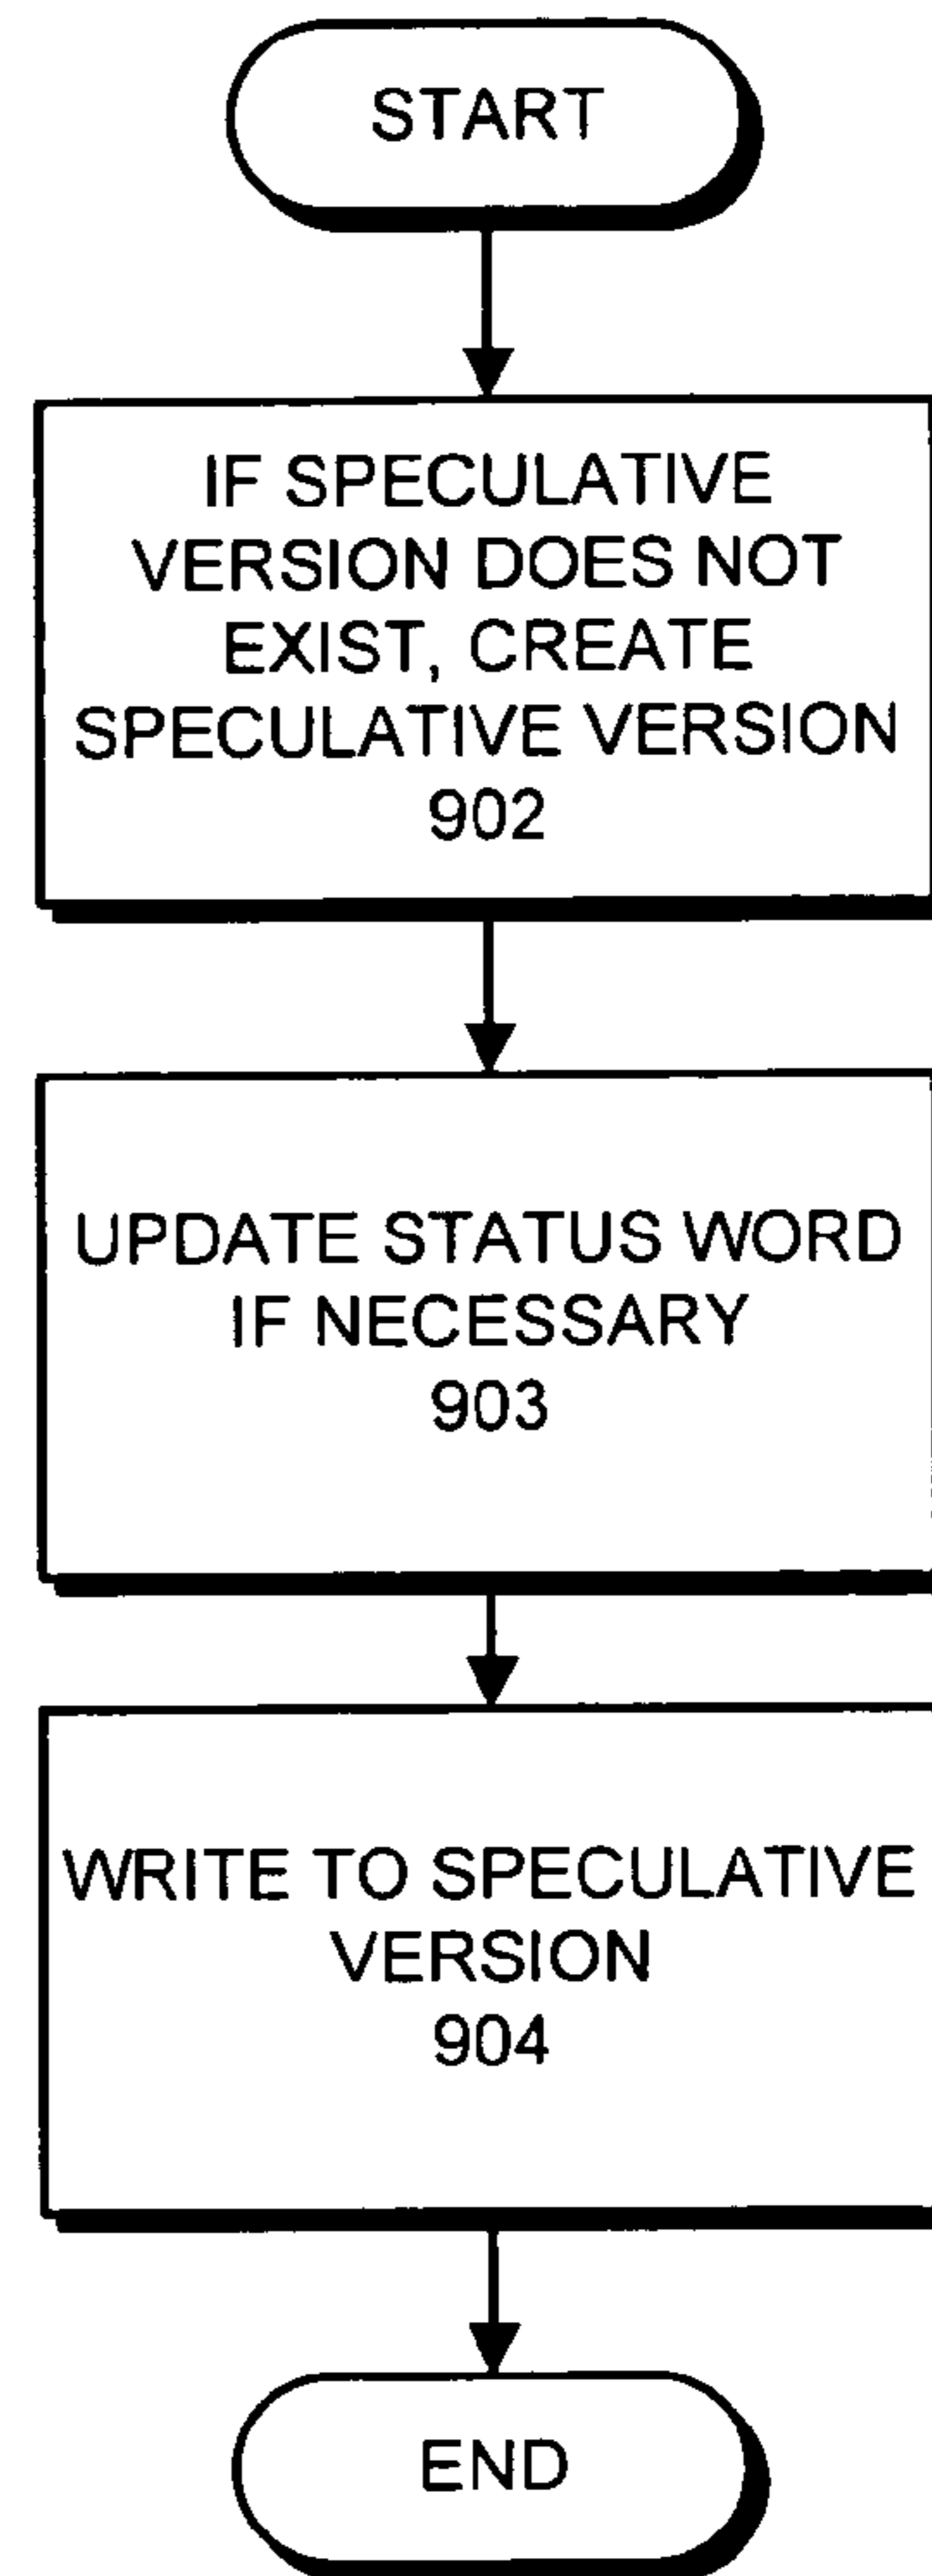 START
IF SPECULATIVE
VERSION DOES NOT
EXIST, CREATE
SPECULATIVE VERSION
902
UPDATE STATUS WORD
IF NECESSARY
903
WRITE TO SPECULATIVE
VERSION
904
END